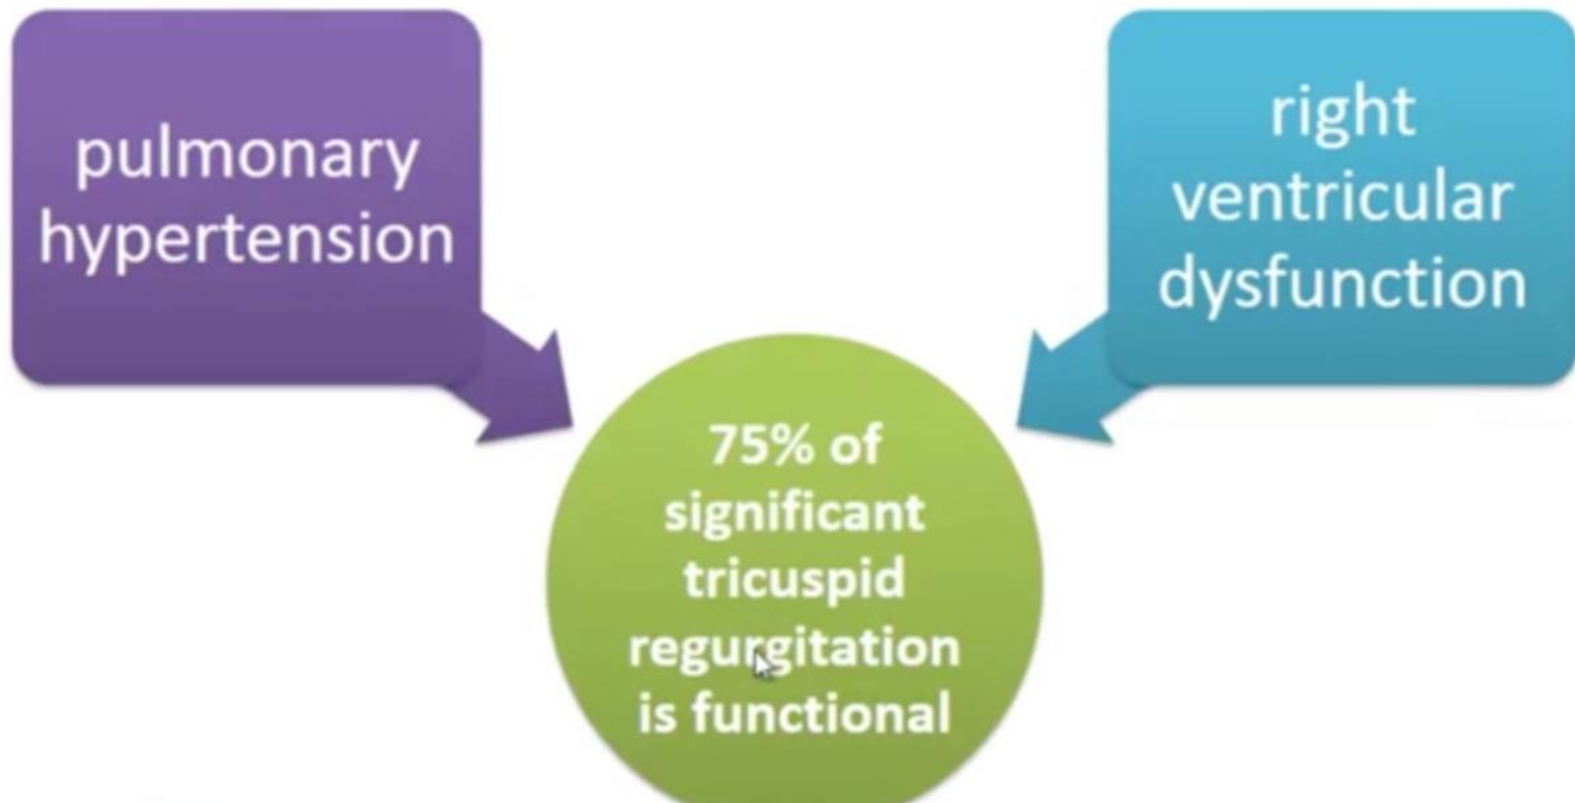 pulmonary
hypertension
right
ventricular
dysfunction
75% of
significant
tricuspid
regurgitation
is functional